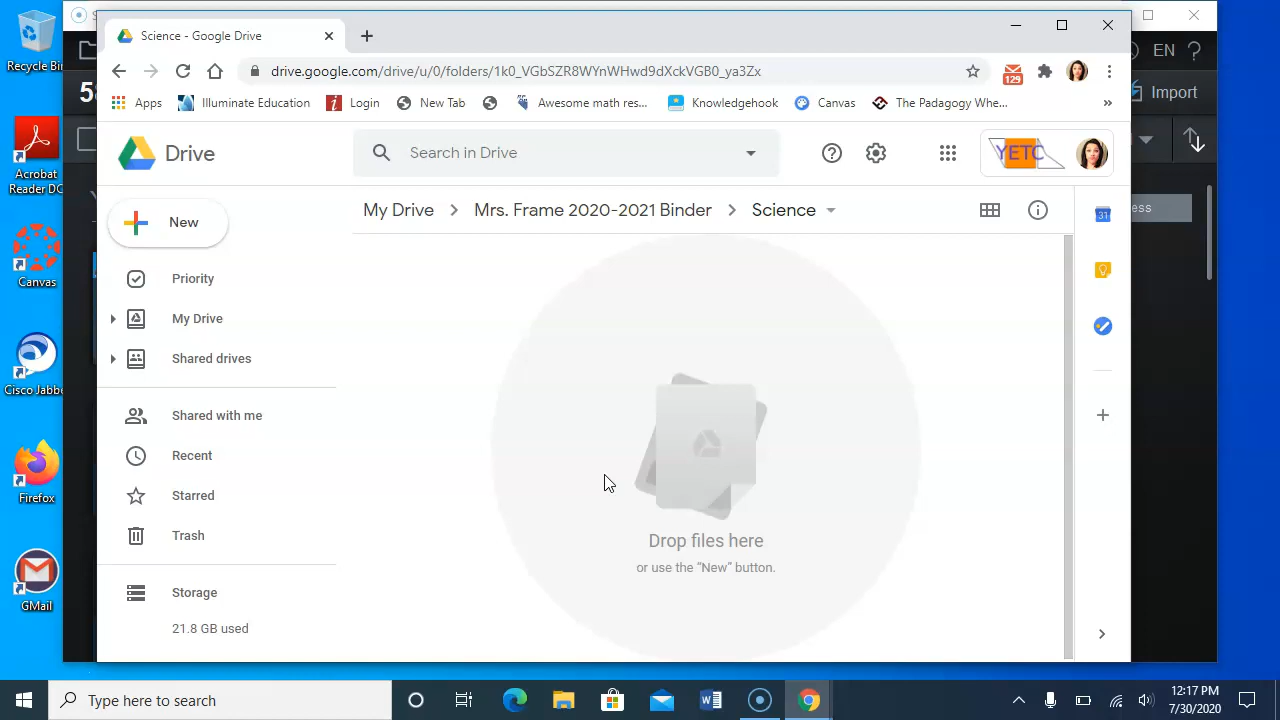 Recycle Bin
Acrobat
Reader DC
Canvas
Cisco Jabbe
Firefox
GMail
Science - Google Drive
EN
drive.google.com/drive/u/0/folders/1k0_VGbSZR8WYnWHwd9dXckVGB0_ya3Zx
129
Import
Apps
Illuminate Education
Login
New Tab
Awesome math res...
Knowledgehook
Canvas
The Padagogy Whe...
»
Drive
Search in Drive
YETC
New
My Drive
Mrs. Frame 2020-2021 Binder
Science
31
ess
Priority
My Drive
Shared drives
Shared with me
Recent
Starred
Trash
Storage
21.8 GB used
Drop files here
or use the “New” button.
Type here to search
12:17 PM
7/30/2020